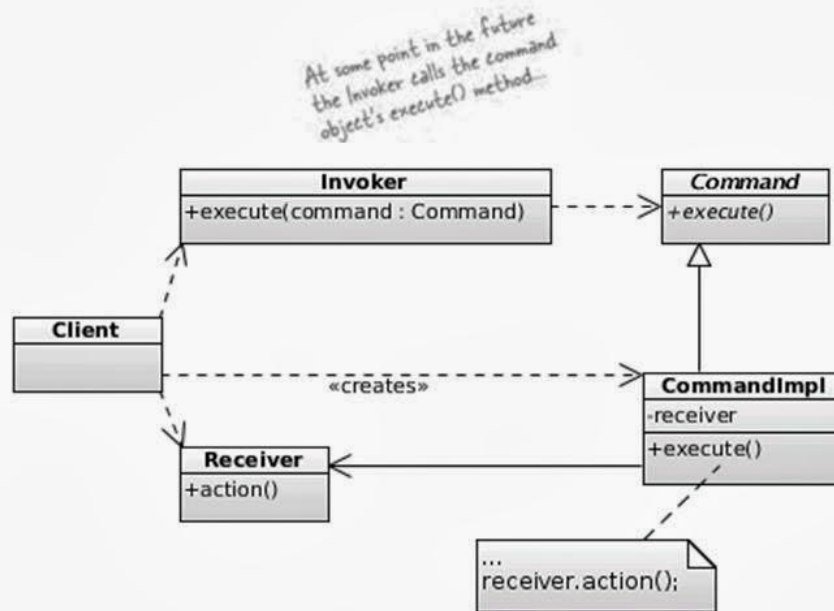 At some point in the future
the Invoker calls the command
object's execute() method...
Invoker
+execute(command : Command)
Command
+execute()
Client
«creates»
CommandImpl
-receiver
+execute()
Receiver
+action()
...
receiver.action();